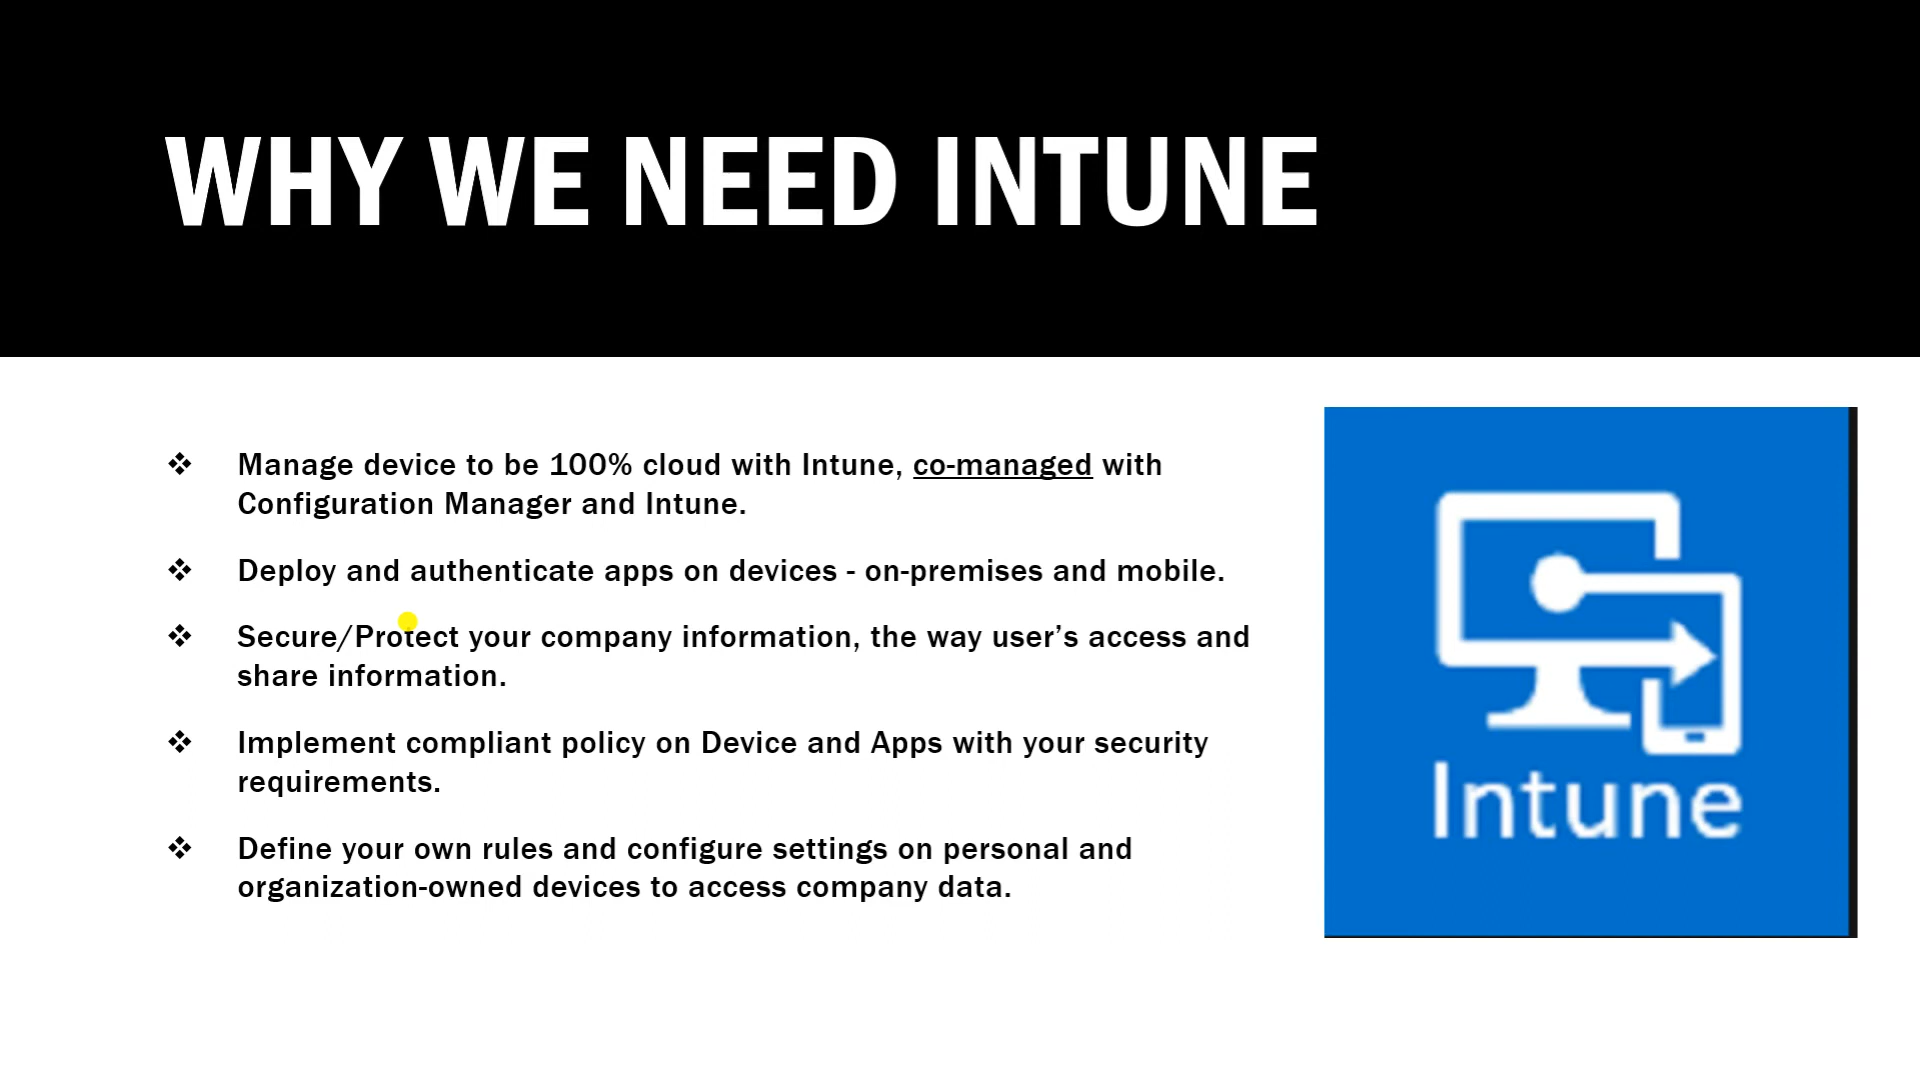 WHY WE NEED INTUNE
❖ Manage device to be 100% cloud with Intune, co-managed with
Configuration Manager and Intune.
❖ Deploy and authenticate apps on devices - on-premises and mobile.
❖ Secure/Protect your company information, the way user’s access and
share information.
❖ Implement compliant policy on Device and Apps with your security
requirements.
❖ Define your own rules and configure settings on personal and
organization-owned devices to access company data.
Intune